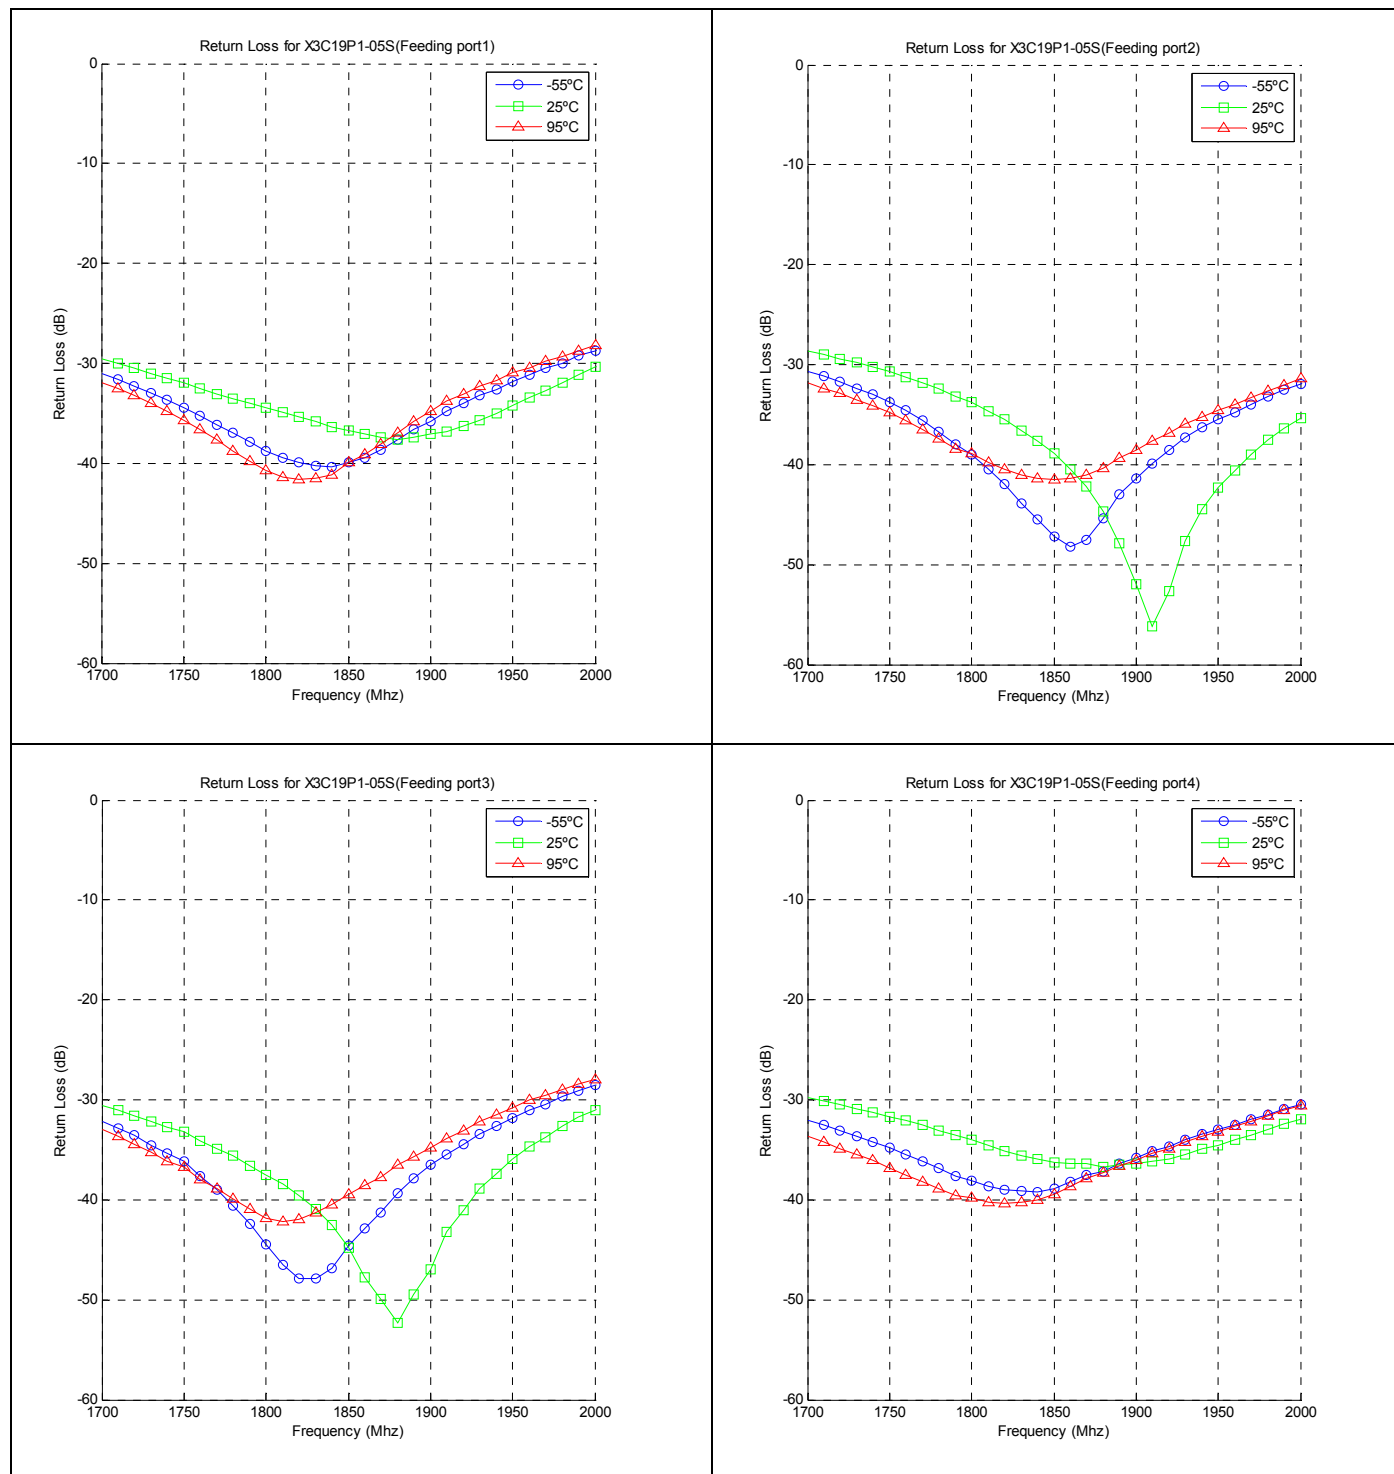 Return Loss for X3C19P1-05S(Feeding port1)
0
-10
-20
-30
-40
-50
-60
1700
1750
1800
1850
1900
1950
2000
Frequency (Mhz)
Return Loss (dB)
-55ºC
25ºC
95ºC
Return Loss for X3C19P1-05S(Feeding port2)
0
-10
-20
-30
-40
-50
-60
1700
1750
1800
1850
1900
1950
2000
Frequency (Mhz)
Return Loss (dB)
-55ºC
25ºC
95ºC
Return Loss for X3C19P1-05S(Feeding port3)
0
-10
-20
-30
-40
-50
-60
1700
1750
1800
1850
1900
1950
2000
Frequency (Mhz)
Return Loss (dB)
-55ºC
25ºC
95ºC
Return Loss for X3C19P1-05S(Feeding port4)
0
-10
-20
-30
-40
-50
-60
1700
1750
1800
1850
1900
1950
2000
Frequency (Mhz)
Return Loss (dB)
-55ºC
25ºC
95ºC